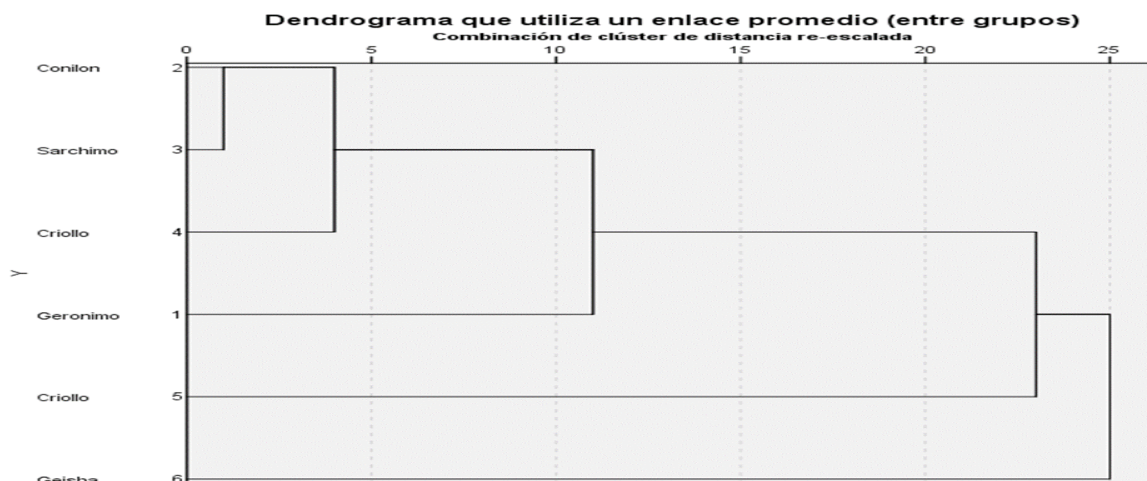 Dendrograma que utiliza un enlace promedio (entre grupos)
Combinación de clúster de distancia re-escalada
0 5 10 15 20 25
Conilon 2
Sarchimo 3
Criollo 4
Y
Geronimo 1
Criollo 5
Geisha 6